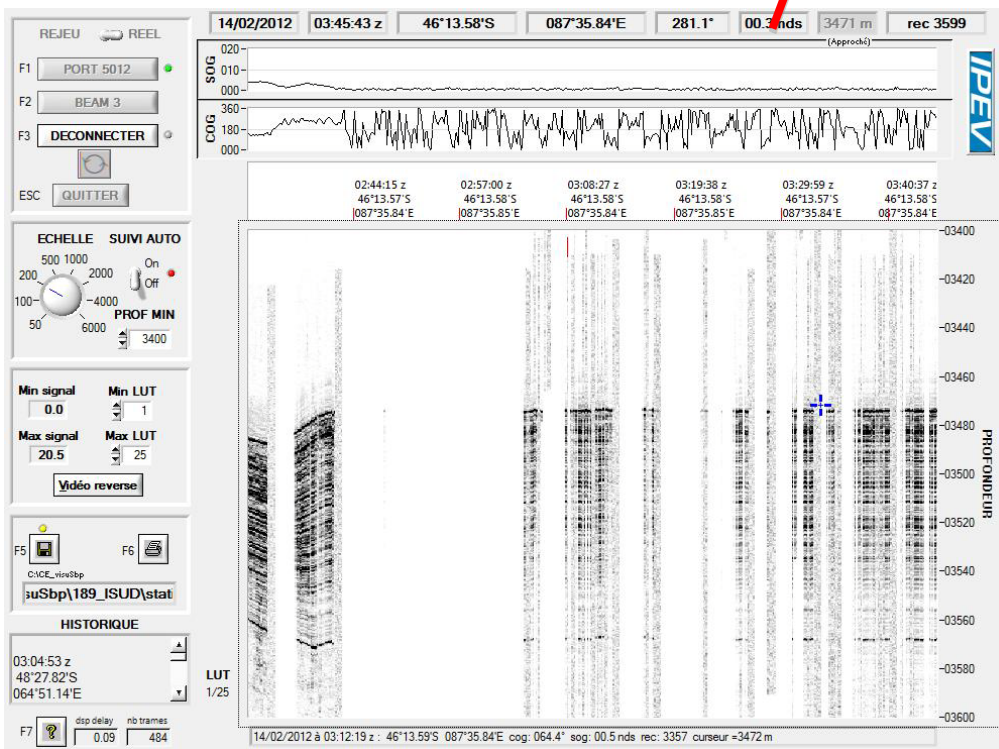 14/02/2012 03:45:43 z 46°13.58'S 087°35.84'E 281.1° 00.3 nds 3471 m rec 3599
(Approché)
REJEU REEL
F1 PORT 5012
F2 BEAM 3
F3 DECONNECTER
ESC QUITTER
SOG
020
010
000
COG
360
180
000
IPEV
02:44:15 z 02:57:00 z 03:08:27 z 03:19:38 z 03:29:59 z 03:40:37 z
46°13.57'S 46°13.58'S 46°13.58'S 46°13.58'S 46°13.57'S 46°13.58'S
087°35.84'E 087°35.85'E 087°35.84'E 087°35.85'E 087°35.84'E 087°35.84'E
ECHELLE SUIVI AUTO
50 100 200 500 1000 2000 4000 6000
On
Off
PROF MIN
3400
Min signal Min LUT
0.0 1
Max signal Max LUT
20.5 25
Vidéo reverse
F5 F6
C:\CE_visuSbp
suSbp\189_ISUD\stati
HISTORIQUE
03:04:53 z
48°27.82'S
064°51.14'E
F7 ? dsp delay nb trames
0.09 484
LUT
1/25
03400
03420
03440
03460
03480
03500
03520
03540
03560
03580
03600
PROFONDEUR
14/02/2012 à 03:12:19 z : 46°13.59'S 087°35.84'E cog: 064.4° sog: 00.5 nds rec: 3357 curseur =3472 m